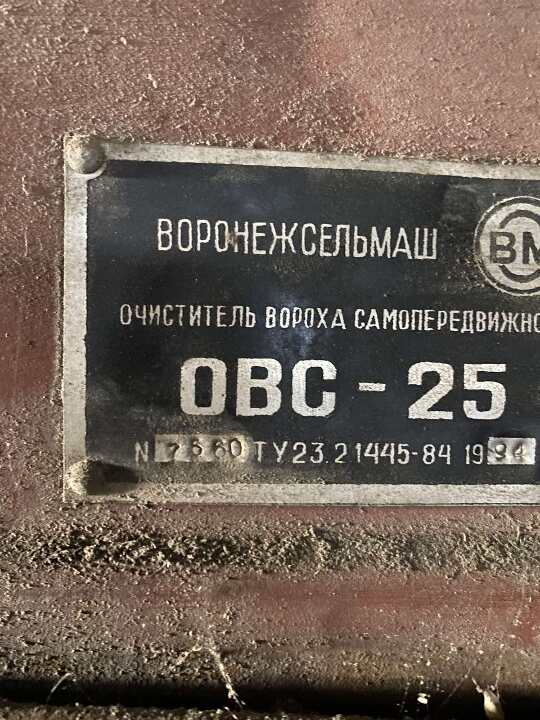 ВОРОНЕЖСЕЛЬМАШ
ВМ
ОЧИСТИТЕЛЬ ВОРОХА САМОПЕРЕДВИЖНО
ОВС - 25
N 7660 ТУ23.21445-84 1994